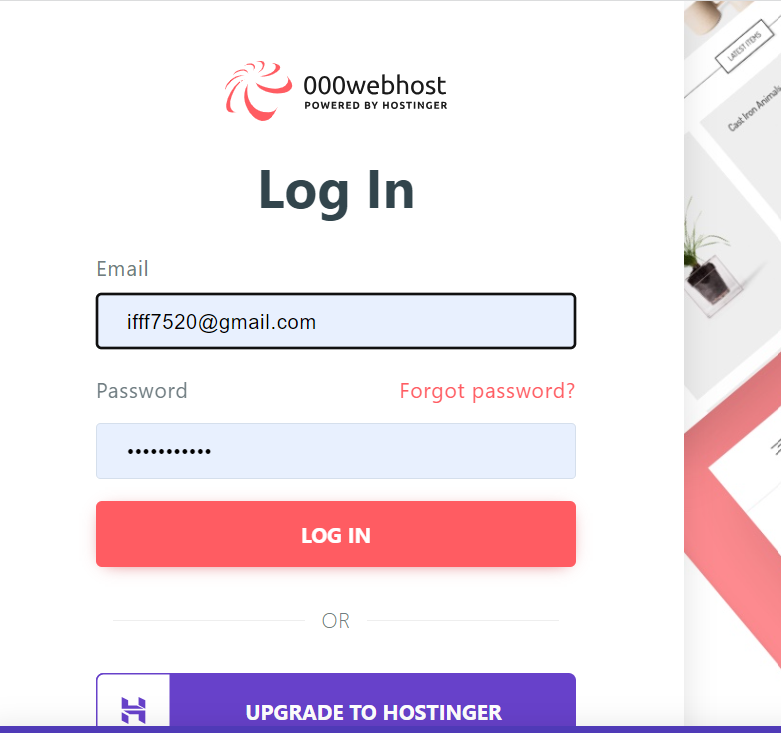 000webhost
POWERED BY HOSTINGER
LATEST ITEMS
Cast Iron Animals
Log In
Email
ifff7520@gmail.com
Password
Forgot password?
•••••••••••
LOG IN
OR
UPGRADE TO HOSTINGER